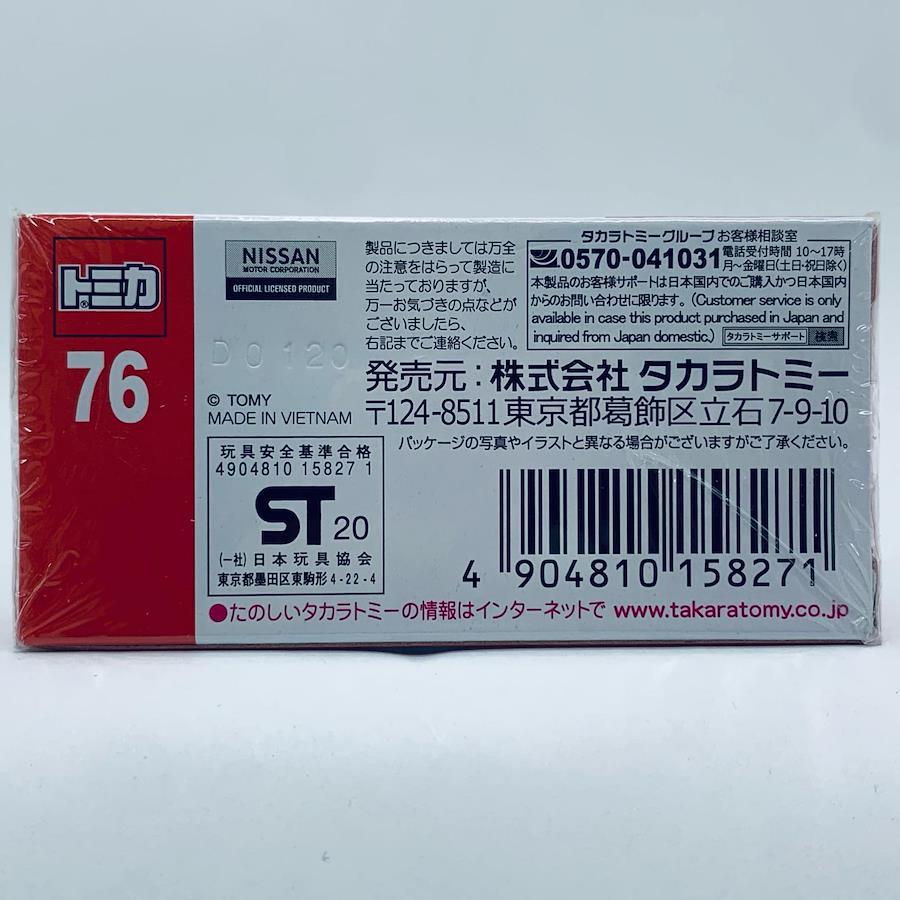 トミカ®
76
NISSAN
MOTOR CORPORATION
OFFICIAL LICENSED PRODUCT
D0120
© TOMY
MADE IN VIETNAM
製品につきましては万全
の注意をはらって製造に
当たっておりますが、
万一お気づきの点などが
ございましたら、
右記までご連絡ください。
タカラトミーグループお客様相談室
0570-041031 電話受付時間 10〜17時
月〜金曜日(土日・祝日除く)
本製品のお客様サポートは日本国内でのご購入かつ日本国内
からのお問い合わせに限ります。(Customer service is only
available in case this product purchased in Japan and
inquired from Japan domestic.) タカラトミーサポート 検索
発売元:株式会社 タカラトミー
〒124-8511東京都葛飾区立石7-9-10
パッケージの写真やイラストと異なる場合がございますがご了承ください。
玩具安全基準合格
4904810 15827 1
ST 20
(一社)日本玩具協会
東京都墨田区東駒形4-22-4
4 904810 158271
●たのしいタカラトミーの情報はインターネットで www.takaratomy.co.jp